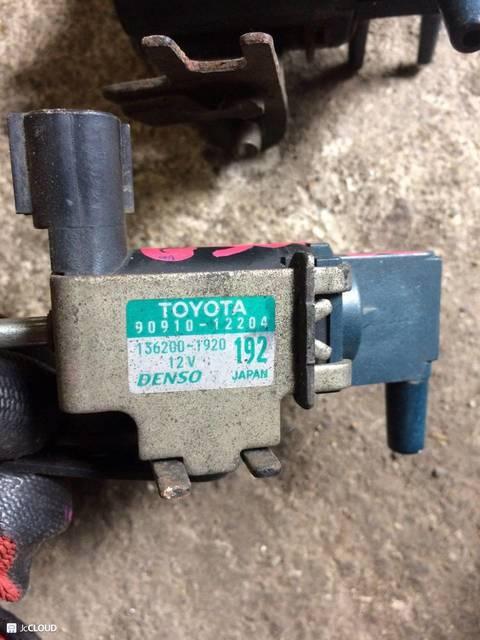 TOYOTA
90910-12204
136200-1920 192
12V
DENSO JAPAN
JcCLOUD